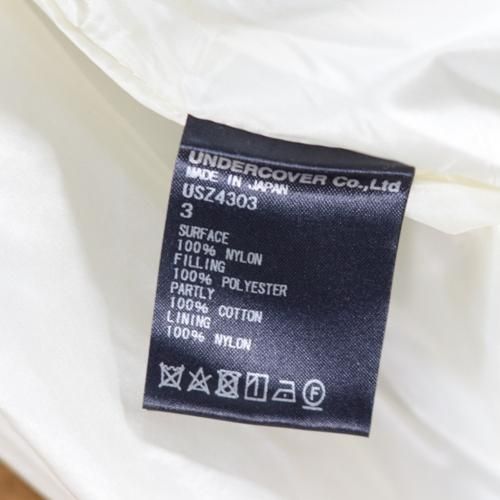 UNDERCOVER Co.,Ltd
MADE IN JAPAN
USZ4303
3
SURFACE
100% NYLON
FILLING
100% POLYESTER
PARTLY
100% COTTON
LINING
100% NYLON
F